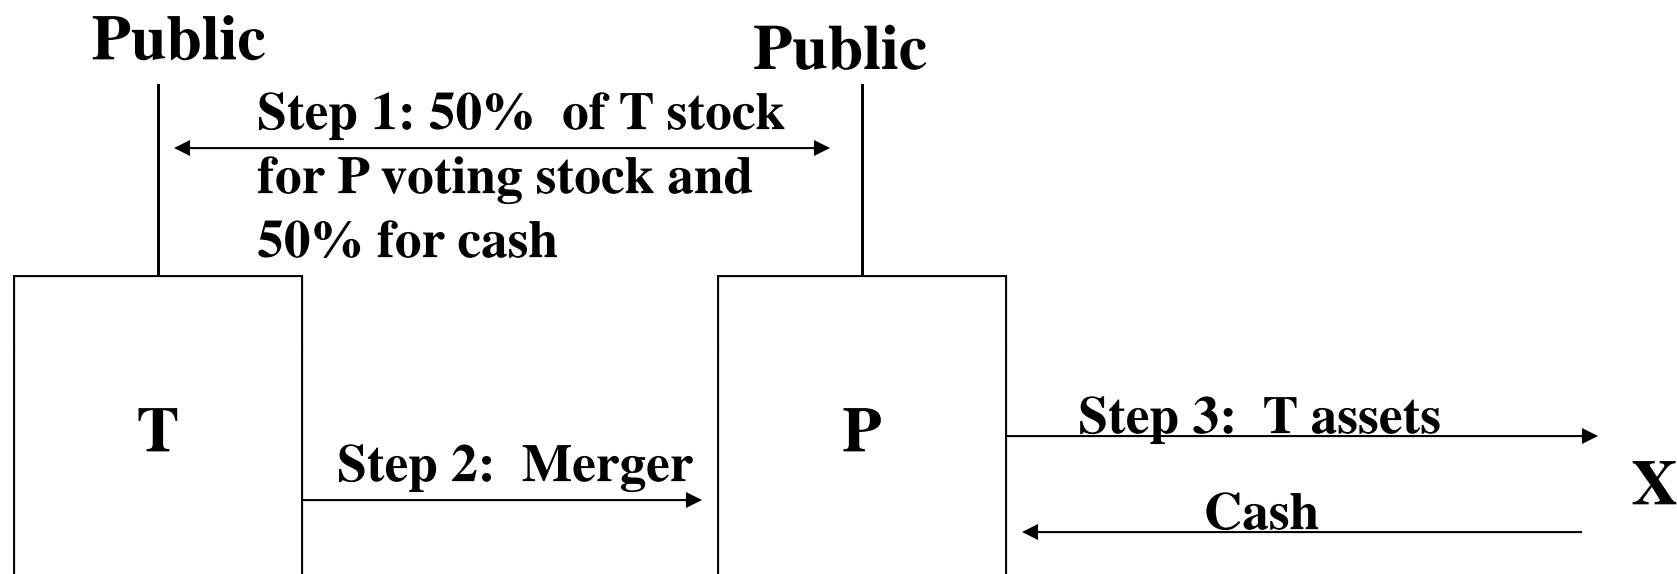 Public
Public
Step 1: 50% of T stock
for P voting stock and
50% for cash
T
P
Step 2: Merger
Step 3: T assets
X
Cash